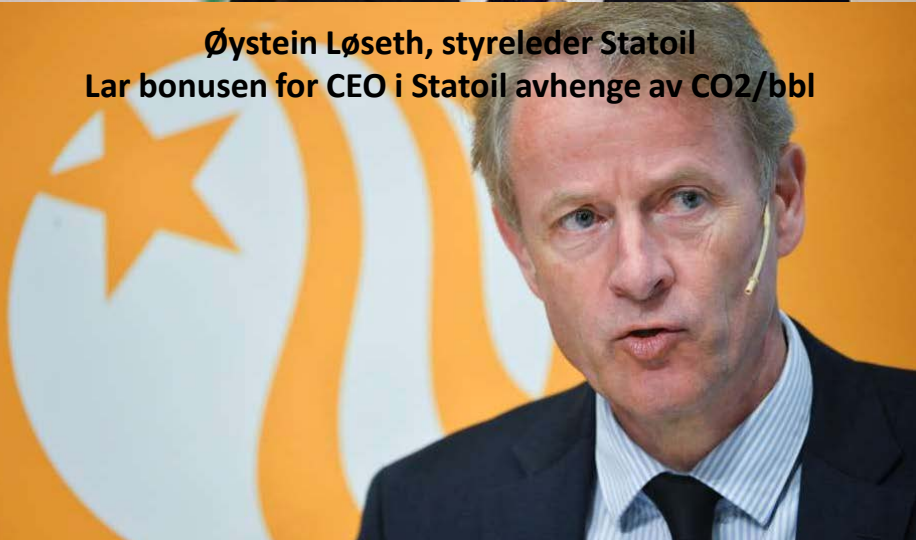 Øystein Løseth, styreleder Statoil
Lar bonusen for CEO i Statoil avhenge av CO2/bbl